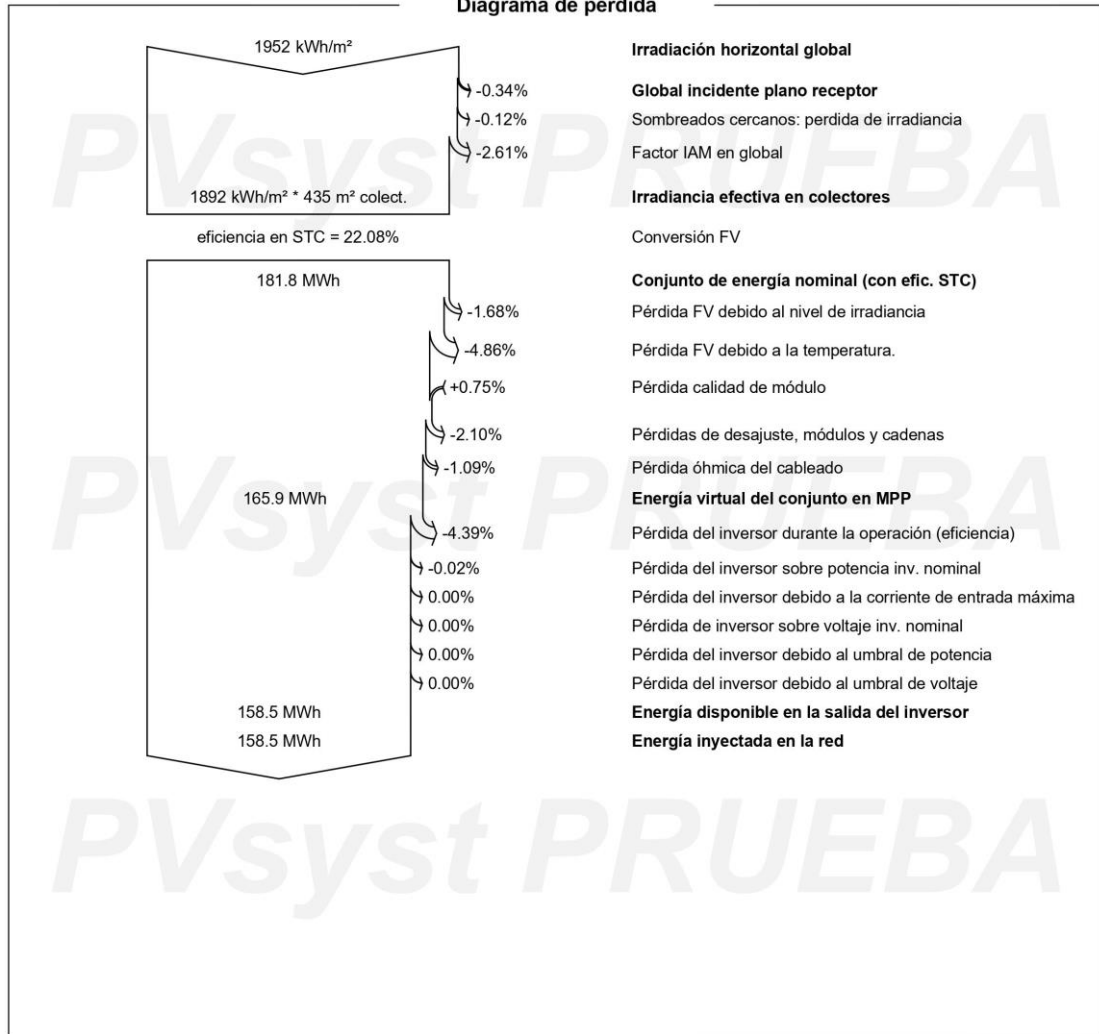 Diagrama de perdida
1952 kWh/m² Irradiación horizontal global
-0.34% Global incidente plano receptor
-0.12% Sombreados cercanos: perdida de irradiancia
-2.61% Factor IAM en global
1892 kWh/m² * 435 m² colect. Irradiancia efectiva en colectores
eficiencia en STC = 22.08% Conversión FV
181.8 MWh Conjunto de energía nominal (con efic. STC)
-1.68% Pérdida FV debido al nivel de irradiancia
-4.86% Pérdida FV debido a la temperatura.
+0.75% Pérdida calidad de módulo
-2.10% Pérdidas de desajuste, módulos y cadenas
-1.09% Pérdida óhmica del cableado
165.9 MWh Energía virtual del conjunto en MPP
-4.39% Pérdida del inversor durante la operación (eficiencia)
-0.02% Pérdida del inversor sobre potencia inv. nominal
0.00% Pérdida del inversor debido a la corriente de entrada máxima
0.00% Pérdida de inversor sobre voltaje inv. nominal
0.00% Pérdida del inversor debido al umbral de potencia
0.00% Pérdida del inversor debido al umbral de voltaje
158.5 MWh Energía disponible en la salida del inversor
158.5 MWh Energía inyectada en la red
PVsyst PRUEBA
PVsyst PRUEBA
PVsyst PRUEBA